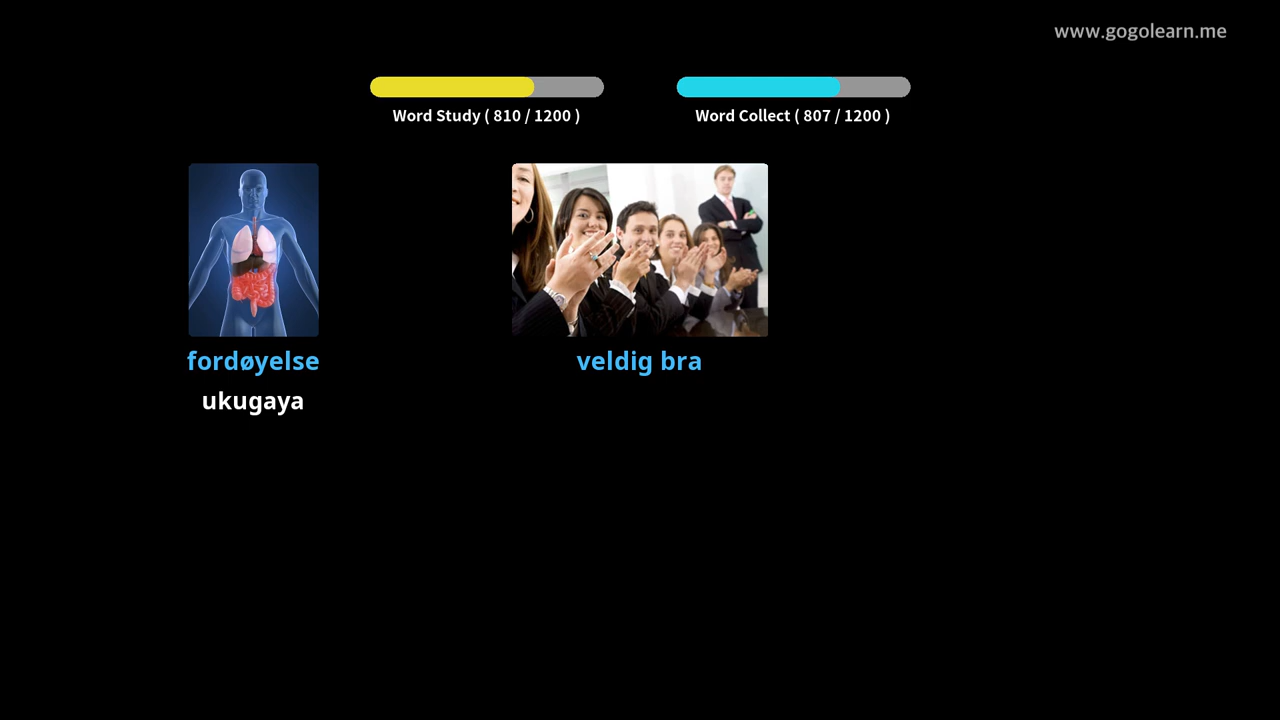 www.gogolearn.me
Word Study ( 810 / 1200 )
Word Collect ( 807 / 1200 )
fordøyelse
veldig bra
ukugaya